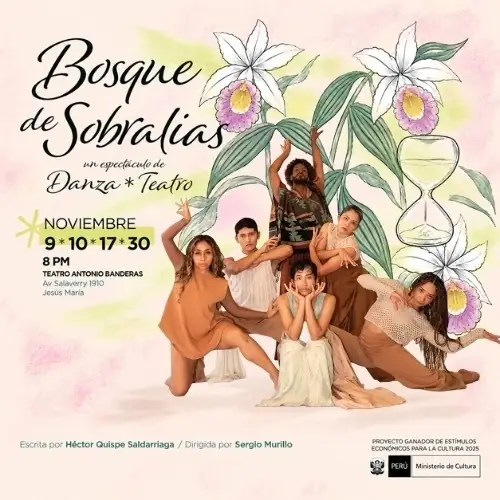 Bosque
de Sobralias
un espectáculo de
Danza * Teatro
NOVIEMBRE
9 * 10 * 17 * 30
8 PM
TEATRO ANTONIO BANDERAS
Av Salaverry 1910
Jesús María
Escrita por Héctor Quispe Saldarriaga / Dirigida por Sergio Murillo
PROYECTO GANADOR DE ESTÍMULOS
ECONÓMICOS PARA LA CULTURA 2025
PERÚ Ministerio de Cultura